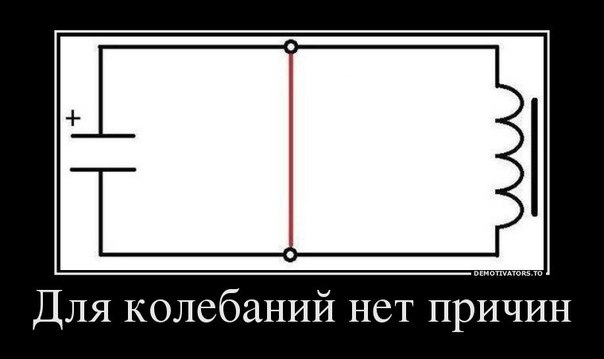 +
DEMOTIVATORS.TO
Для колебаний нет причин